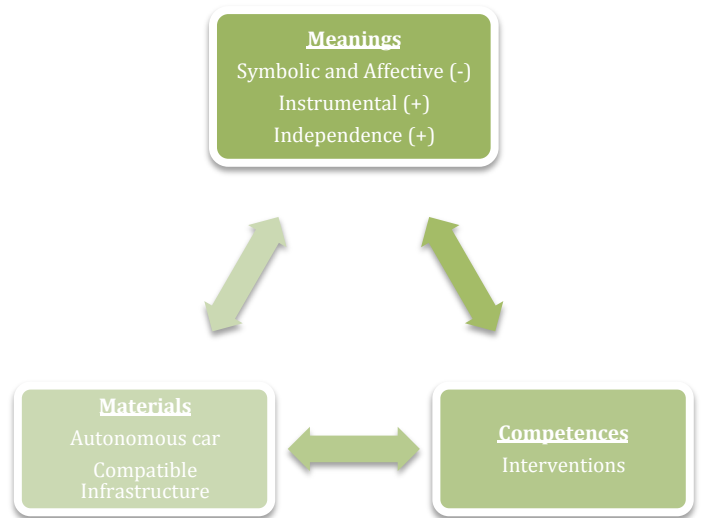 Meanings
Symbolic and Affective (-)
Instrumental (+)
Independence (+)
Materials
Autonomous car
Compatible
Infrastructure
Competences
Interventions